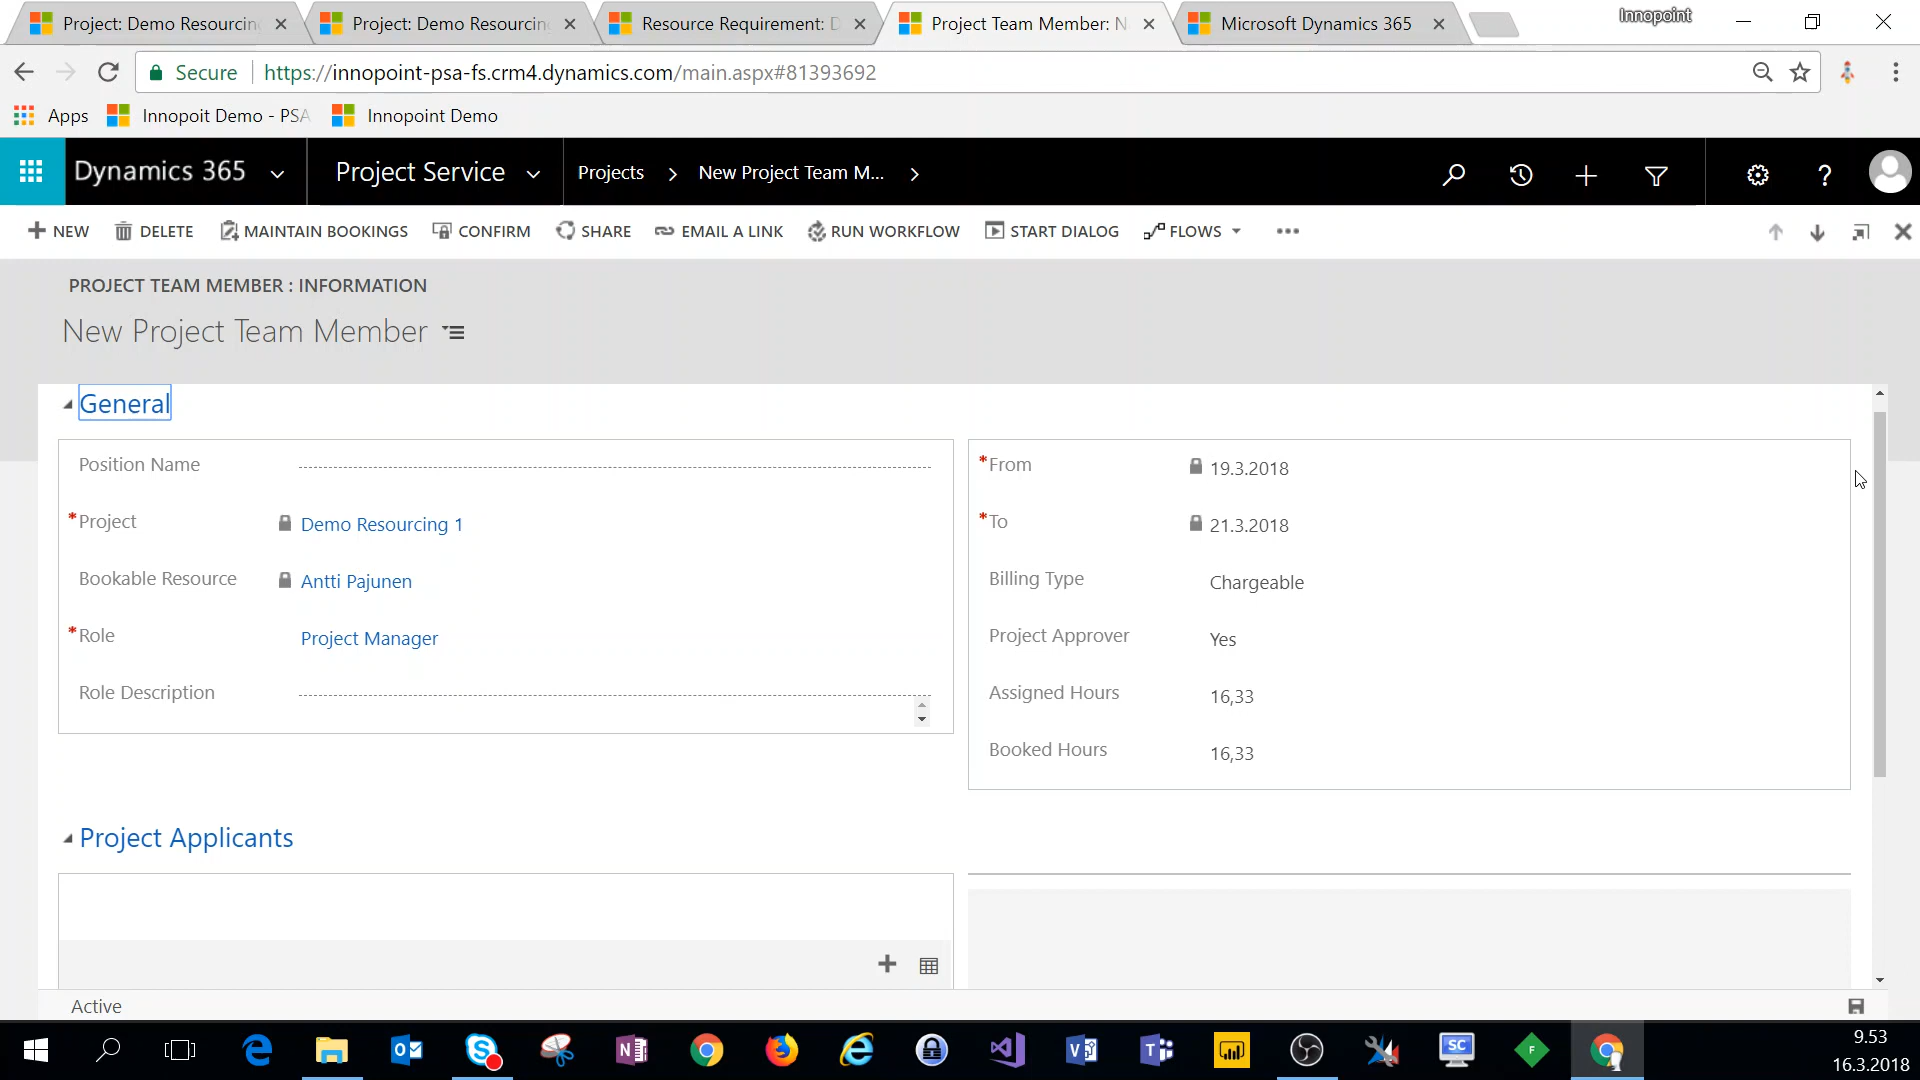 Project: Demo Resourcing
Project: Demo Resourcing
Resource Requirement: D
Project Team Member: N
Microsoft Dynamics 365
Innopoint
Secure
https://innopoint-psa-fs.crm4.dynamics.com/main.aspx#81393692
Apps
Innopoit Demo - PSA
Innopoint Demo
Dynamics 365
Project Service
Projects
New Project Team M...
NEW
DELETE
MAINTAIN BOOKINGS
CONFIRM
SHARE
EMAIL A LINK
RUN WORKFLOW
START DIALOG
FLOWS
PROJECT TEAM MEMBER : INFORMATION
New Project Team Member
General
Position Name
*Project
Demo Resourcing 1
Bookable Resource
Antti Pajunen
*Role
Project Manager
Role Description
*From
19.3.2018
*To
21.3.2018
Billing Type
Chargeable
Project Approver
Yes
Assigned Hours
16,33
Booked Hours
16,33
Project Applicants
Active
9.53
16.3.2018